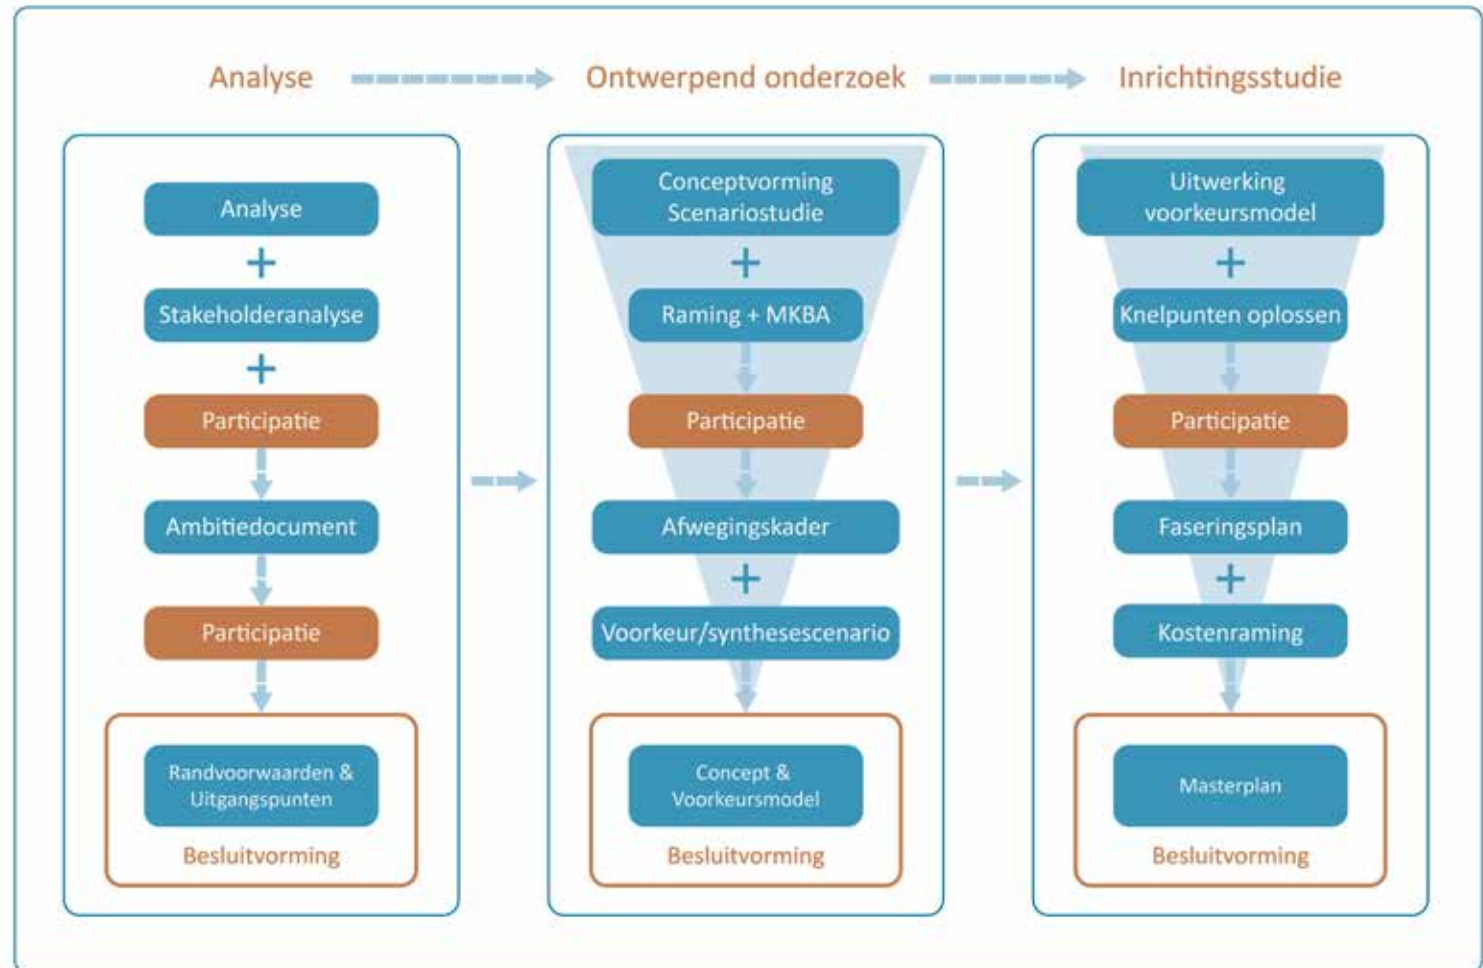 Analyse
Ontwerpend onderzoek
Inrichtingsstudie
Analyse
+
Stakeholderanalyse
+
Participatie
Ambitiedocument
Participatie
Randvoorwaarden &
Uitgangspunten
Besluitvorming
Conceptvorming
Scenariostudie
+
Raming + MKBA
Participatie
Afwegingskader
+
Voorkeur/synthesescenario
Concept &
Voorkeursmodel
Besluitvorming
Uitwerking
voorkeursmodel
+
Knelpunten oplossen
Participatie
Faseringsplan
+
Kostenraming
Masterplan
Besluitvorming